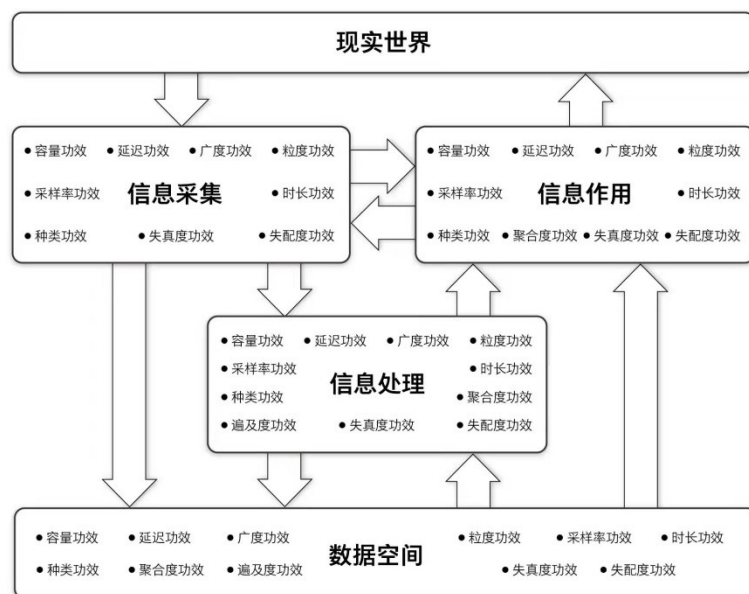 现实世界
● 容量功效 ● 延迟功效 ● 广度功效 ● 粒度功效
● 采样率功效 信息采集 ● 时长功效
● 种类功效 ● 失真度功效 ● 失配度功效
● 容量功效 ● 延迟功效 ● 广度功效 ● 粒度功效
● 采样率功效 信息作用 ● 时长功效
● 种类功效 ● 聚合度功效 ● 失真度功效 ● 失配度功效
● 容量功效 ● 延迟功效 ● 广度功效 ● 粒度功效
● 采样率功效 ● 时长功效
信息处理
● 种类功效 ● 聚合度功效
● 遍及度功效 ● 失真度功效 ● 失配度功效
● 容量功效 ● 延迟功效 ● 广度功效 ● 粒度功效 ● 采样率功效 ● 时长功效
数据空间
● 种类功效 ● 聚合度功效 ● 遍及度功效 ● 失真度功效 ● 失配度功效